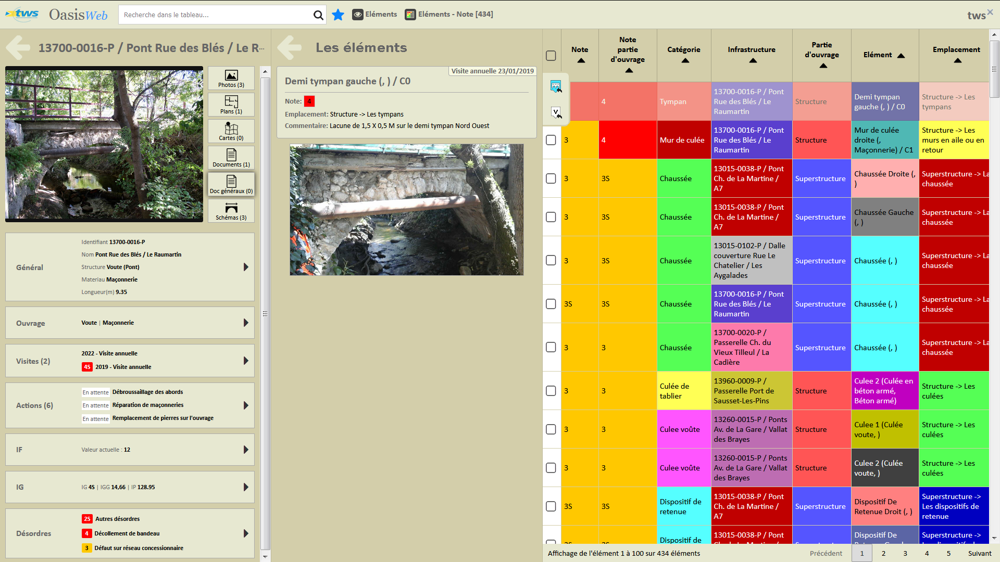 tws OasisWeb Recherche dans le tableau... Eléments Eléments - Note [434] tws
13700-0016-P / Pont Rue des Blés / Le R...
Photos (3)
Plans (1)
Cartes (0)
Documents (1)
Doc généraux (0)
Schémas (3)
Général
Identifiant 13700-0016-P
Nom Pont Rue des Blés / Le Raumartin
Structure Voute (Pont)
Materiau Maçonnerie
Longueur(m) 9.35
Ouvrage
Voute | Maçonnerie
Visites (2)
2022 - Visite annuelle
4S 2019 - Visite annuelle
Actions (6)
En attente Débroussaillage des abords
En attente Réparation de maçonneries
En attente Remplacement de pierres sur l'ouvrage
IF
Valeur actuelle : 12
IG
IG 4S | IGG 14,66 | IP 128.95
Désordres
2S Autres désordres
4 Décollement de bandeau
3 Défaut sur réseau concessionnaire
Les éléments
Visite annuelle 23/01/2019
Demi tympan gauche (, ) / C0
Note: 4
Emplacement: Structure -> Les tympans
Commentaire: Lacune de 1,5 X 0,5 M sur le demi tympan Nord Ouest
Note
Note
partie
d'ouvrage
Catégorie
Infrastructure
Partie
d'ouvrage
Elément
Emplacement
V
4
Tympan
13700-0016-P / Pont
Rue des Blés / Le
Raumartin
Structure
Demi tympan
gauche (, ) / C0
Structure -> Les
tympans
3
4
Mur de culée
13700-0016-P / Pont
Rue des Blés / Le
Raumartin
Structure
Mur de culée
droite (,
Maçonnerie) / C1
Structure -> Les
murs en aile ou en
retour
3
3S
Chaussée
13015-0038-P / Pont
Ch. de La Martine /
A7
Superstructure
Chaussée Droite (,
)
Superstructure -> La
chaussée
3
3S
Chaussée
13015-0038-P / Pont
Ch. de La Martine /
A7
Superstructure
Chaussée Gauche
(, )
Superstructure -> La
chaussée
3
3S
Chaussée
13015-0102-P / Dalle
couverture Rue Le
Chatelier / Les
Aygalades
Superstructure
Chaussée (, )
Superstructure -> La
chaussée
3S
3S
Chaussée
13700-0016-P / Pont
Rue des Blés / Le
Raumartin
Superstructure
Chaussée (, )
Superstructure -> La
chaussée
3
3
Chaussée
13700-0020-P /
Passerelle Ch. du
Vieux Tilleul / La
Cadière
Superstructure
Chaussée (, )
Superstructure -> La
chaussée
3
3
Culée de
tablier
13960-0009-P /
Passerelle Port de
Sausset-Les-Pins
Structure
Culee 2 (Culée en
béton armé,
Béton armé)
Structure -> Les
culées
3
3
Culee voûte
13260-0015-P / Ponts
Av. de La Gare / Vallat
des Brayes
Structure
Culee 1 (Culée
voute, )
Structure -> Les
culées
3
3
Culee voûte
13260-0015-P / Ponts
Av. de La Gare / Vallat
des Brayes
Structure
Culee 2 (Culée
voute, )
Structure -> Les
culées
3S
3S
Dispositif de
retenue
13015-0038-P / Pont
Ch. de La Martine /
A7
Superstructure
Dispositif De
Retenue Droit (, )
Superstructure ->
Les dispositifs de
retenue
Dispositif de
13015-0038-P / Pont
Dispositif De
Superstructure ->
Affichage de l'élément 1 à 100 sur 434 éléments
Précédent 1 2 3 4 5 Suivant